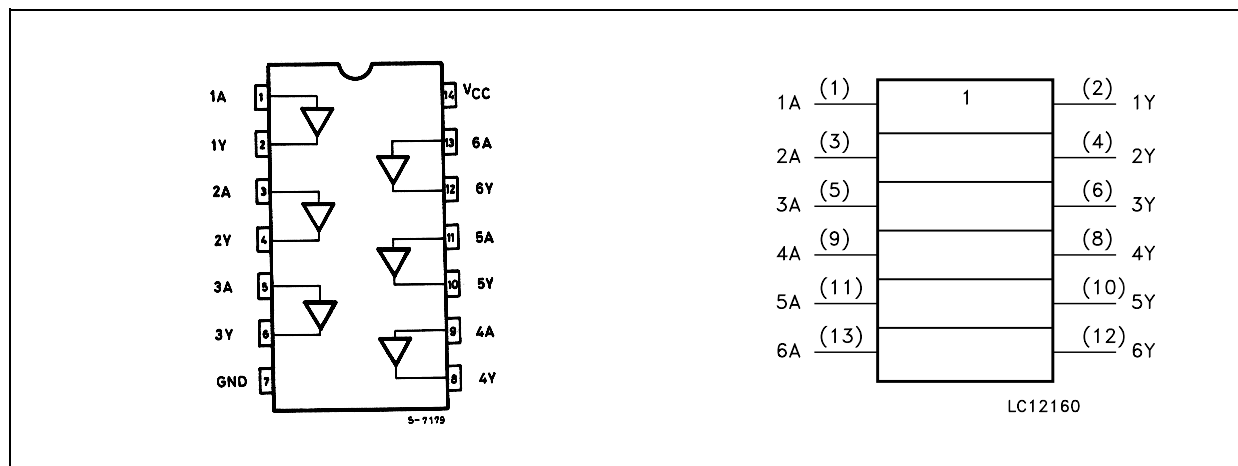 1A 1 14 VCC
1Y 2 13 6A
2A 3 12 6Y
2Y 4 11 5A
3A 5 10 5Y
3Y 6 9 4A
GND 7 8 4Y
S-7179
1A (1) 1 (2) 1Y
2A (3) (4) 2Y
3A (5) (6) 3Y
4A (9) (8) 4Y
5A (11) (10) 5Y
6A (13) (12) 6Y
LC12160